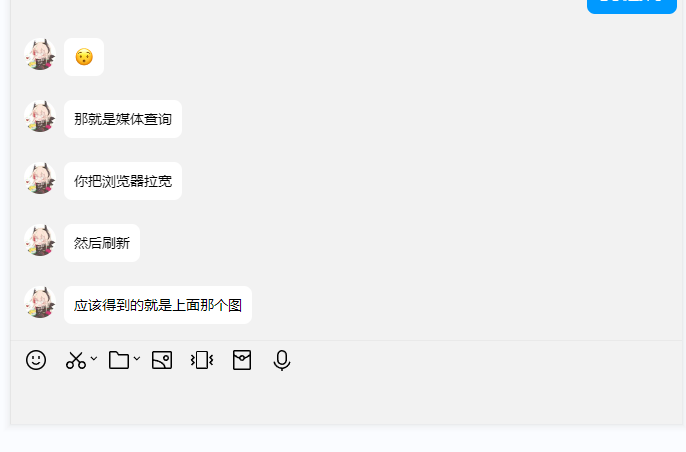 😯
那就是媒体查询
你把浏览器拉宽
然后刷新
应该得到的就是上面那个图